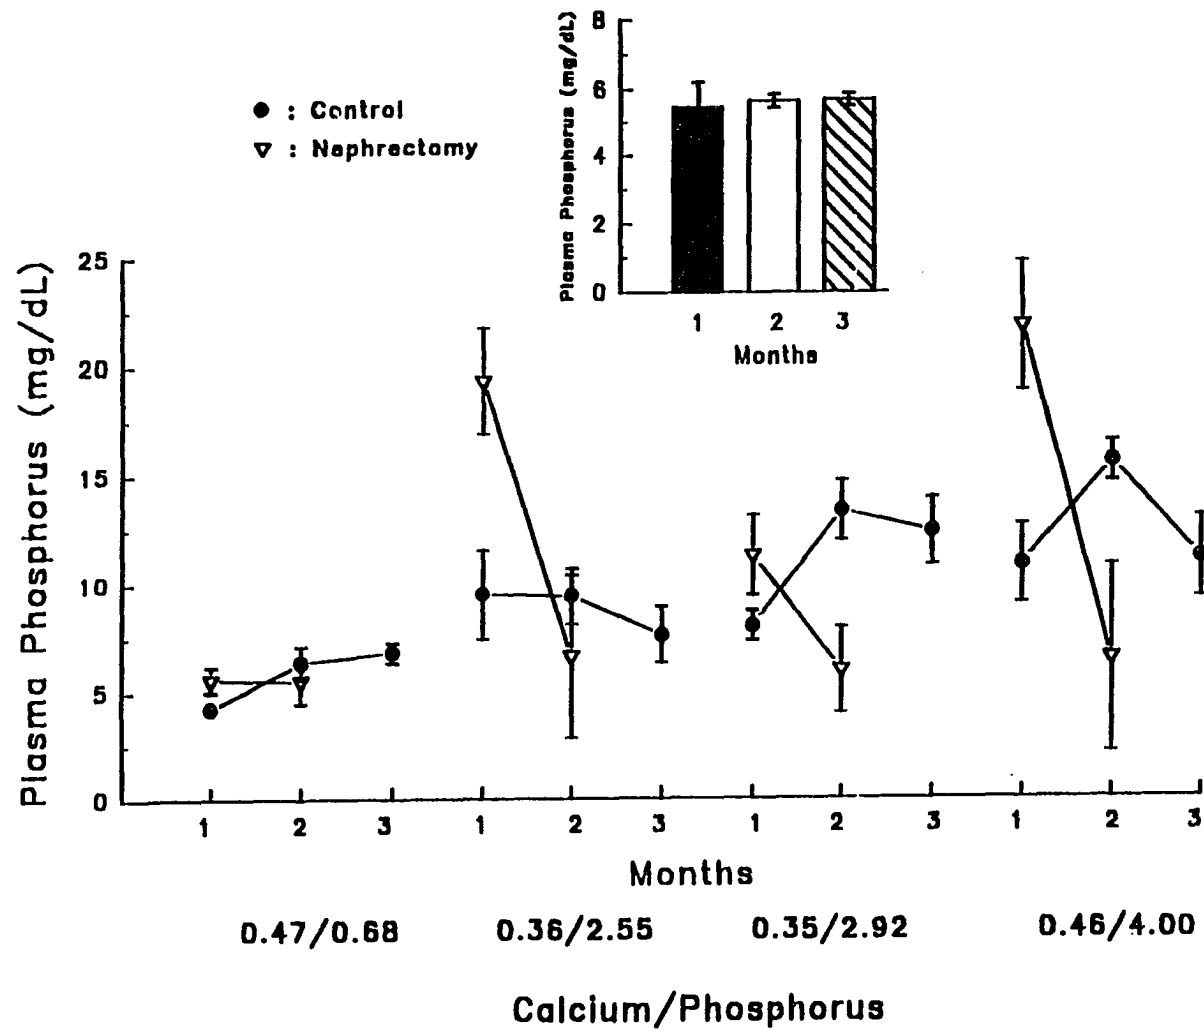 Plasma Phosphorus (mg/dL)
8
6
4
2
0
1 2 3
Months
● : Control
▽ : Nephrectomy
Plasma Phosphorus (mg/dL)
25
20
15
10
5
0
1 2 3 1 2 3 1 2 3 1 2 3
Months
0.47/0.68 0.36/2.55 0.35/2.92 0.46/4.00
Calcium/Phosphorus